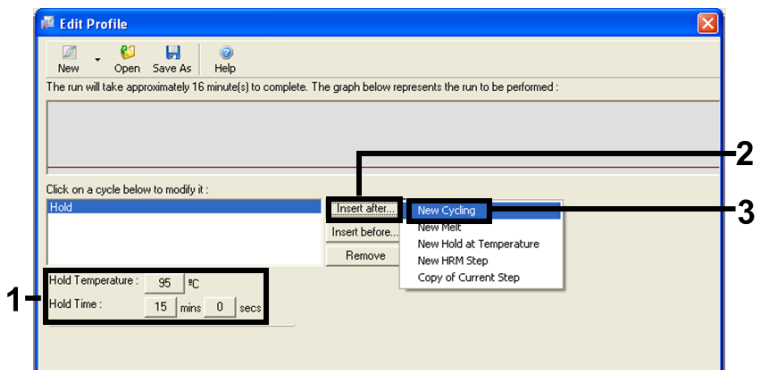 Edit Profile
New Open Save As Help
The run will take approximately 16 minute(s) to complete. The graph below represents the run to be performed :
2
Click on a cycle below to modify it :
Hold
Insert after...
New Cycling
3
Insert before...
New Melt
New Hold at Temperature
Remove
New HRM Step
Copy of Current Step
1
Hold Temperature : 95 ºC
Hold Time : 15 mins 0 secs